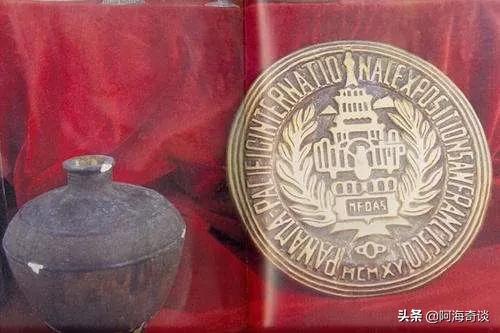 PANAMA-PACIFIC INTERNATIONAL EXPOSITION SAN FRANCISCO
MCMXV
头条 @阿海奇谈